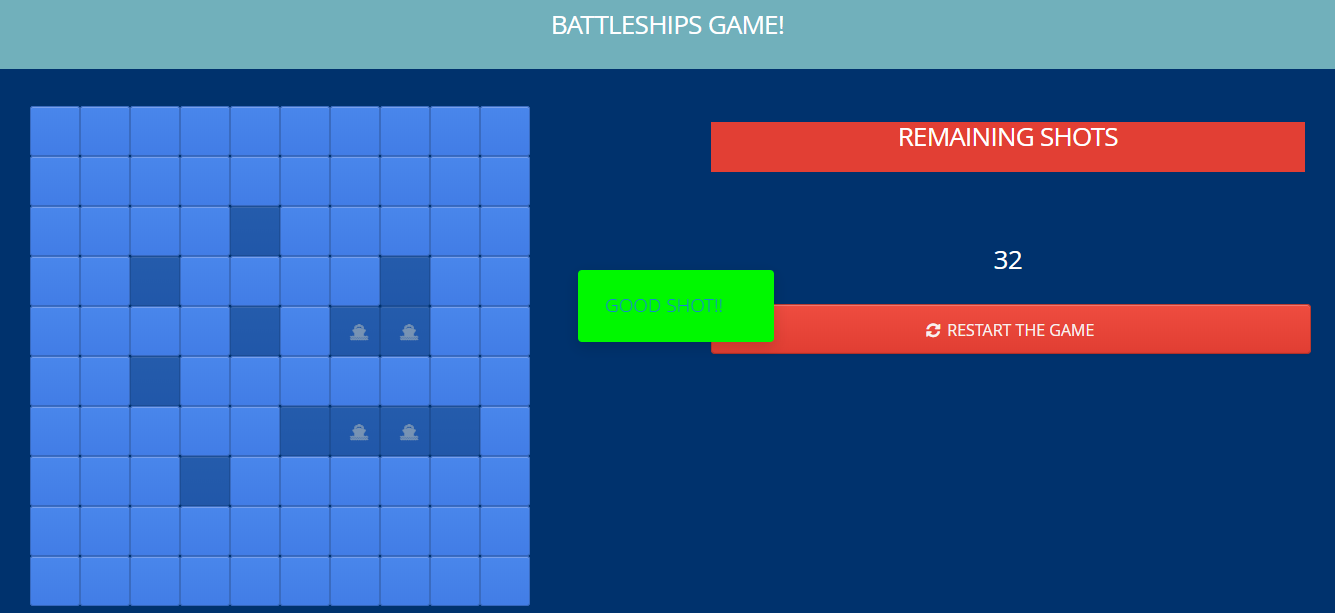 BATTLESHIPS GAME!
REMAINING SHOTS
32
GOOD SHOT!!
RESTART THE GAME